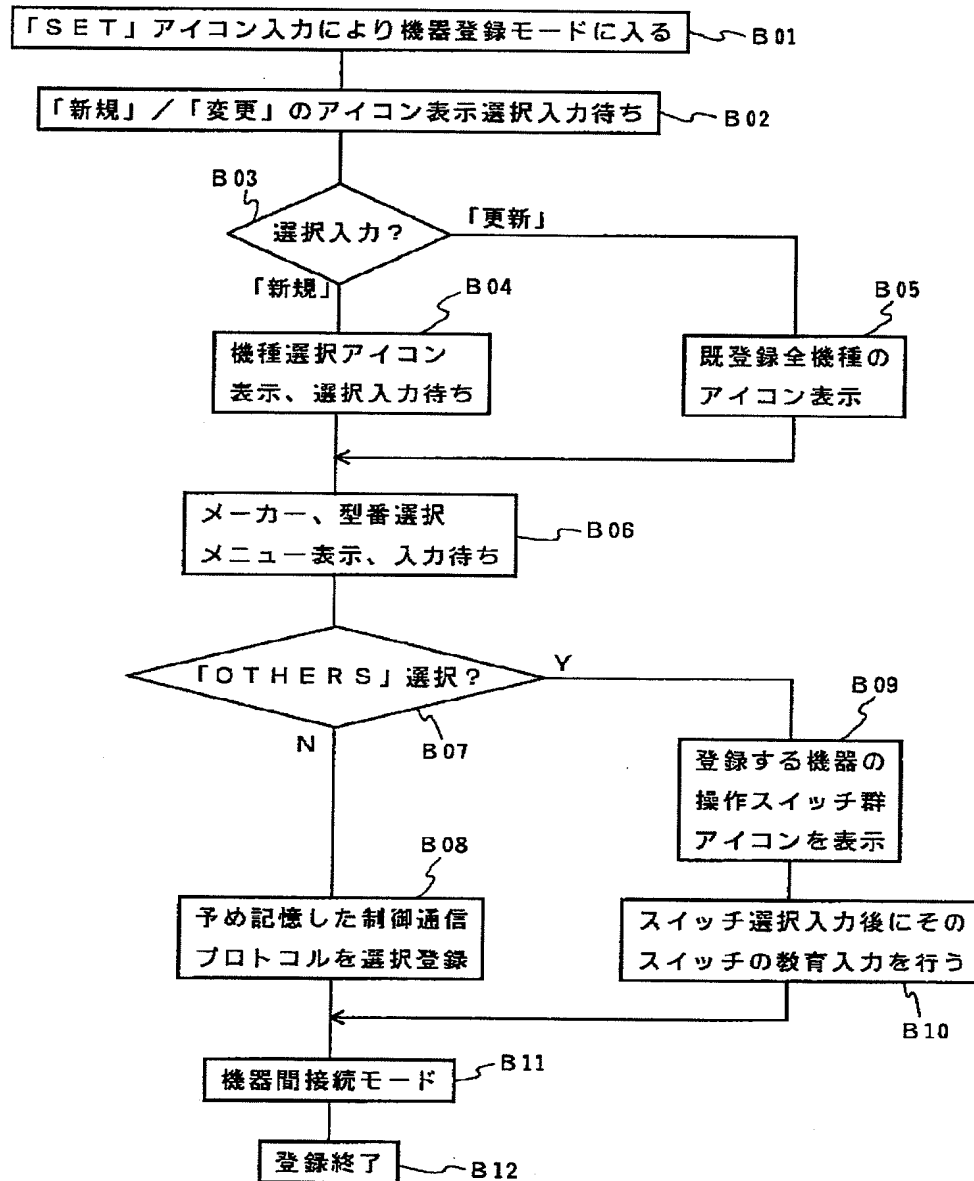 「SET」アイコン入力により機器登録モードに入る
B01
「新規」／「変更」のアイコン表示選択入力待ち
B02
B03
選択入力？
「更新」
「新規」
B04
機種選択アイコン
表示、選択入力待ち
B05
既登録全機種の
アイコン表示
メーカー、型番選択
メニュー表示、入力待ち
B06
「OTHERS」選択？
Y
N
B07
B09
登録する機器の
操作スイッチ群
アイコンを表示
B08
予め記憶した制御通信
プロトコルを選択登録
スイッチ選択入力後にその
スイッチの教育入力を行う
B10
機器間接続モード
B11
登録終了
B12